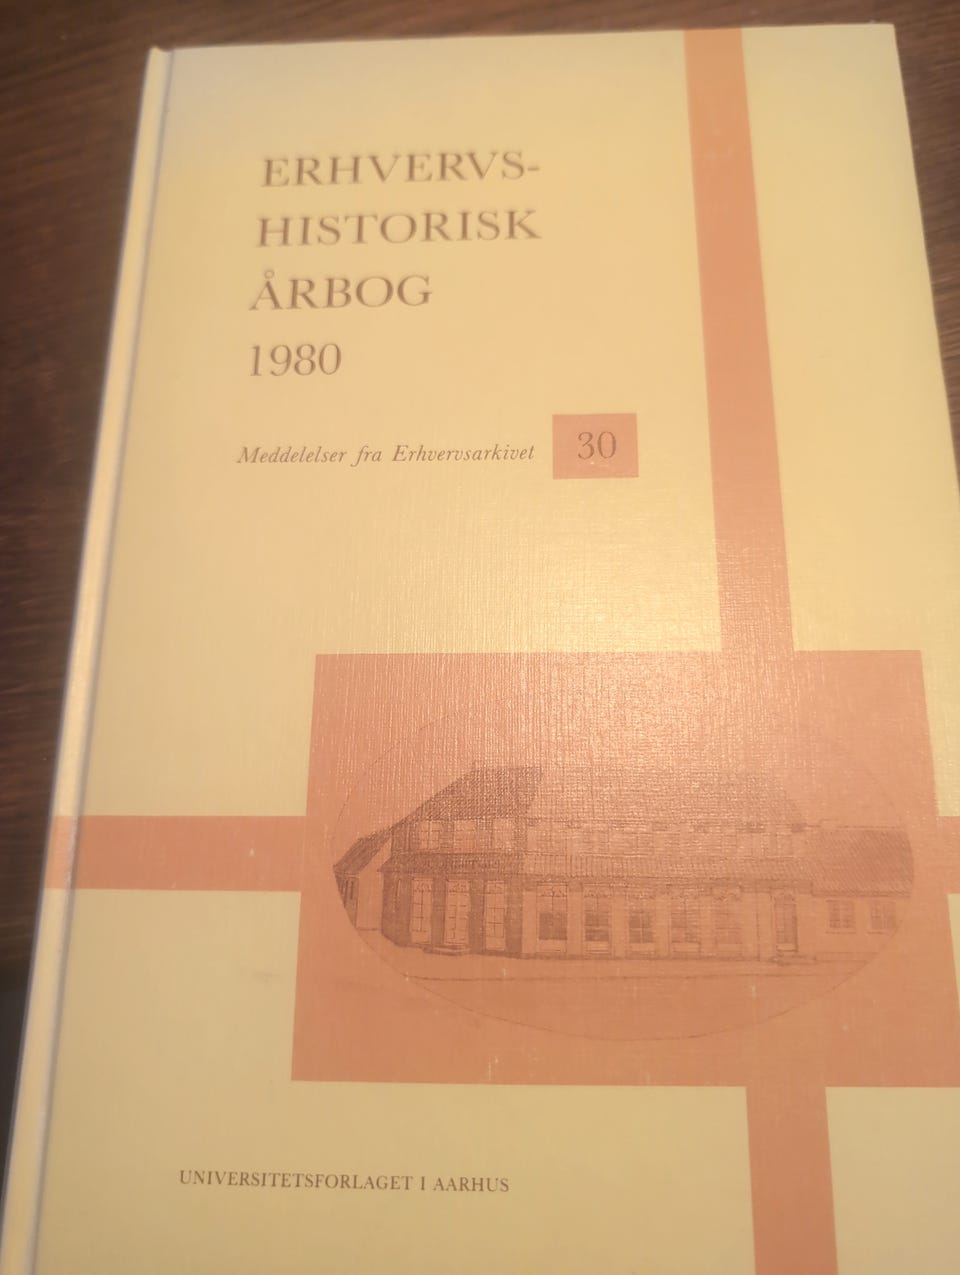 ERHVERVS-
HISTORISK
ÅRBOG
1980
Meddelelser fra Erhvervsarkivet 30
UNIVERSITETSFORLAGET I AARHUS